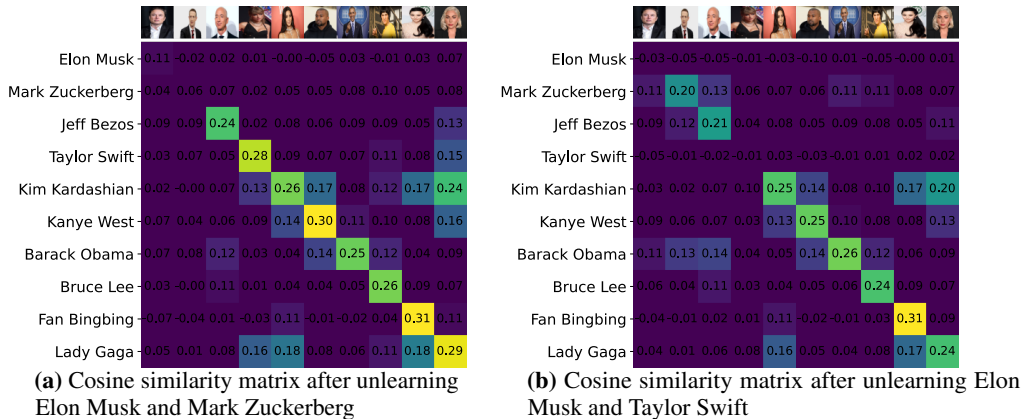 Elon Musk 0.11 -0.02 0.02 0.01 -0.00 -0.05 0.03 -0.01 0.03 0.07
Mark Zuckerberg 0.04 0.06 0.07 0.02 0.05 0.05 0.08 0.10 0.05 0.08
Jeff Bezos 0.09 0.09 0.24 0.02 0.08 0.06 0.09 0.09 0.05 0.13
Taylor Swift 0.03 0.07 0.05 0.28 0.09 0.07 0.07 0.11 0.08 0.15
Kim Kardashian 0.02 -0.00 0.07 0.13 0.26 0.17 0.08 0.12 0.17 0.24
Kanye West 0.07 0.04 0.06 0.09 0.14 0.30 0.11 0.10 0.08 0.16
Barack Obama 0.12 0.03 0.04 0.14 0.25 0.12 0.04 0.09
Bruce Lee 0.03 -0.00 0.11 0.01 0.04 0.04 0.05 0.26 0.09 0.07
Fan Bingbing -0.07 -0.04 0.01 -0.03 0.11 -0.01 -0.02 0.04 0.31 0.11
Lady Gaga 0.05 0.01 0.08 0.16 0.18 0.08 0.06 0.11 0.18 0.29
(a) Cosine similarity matrix after unlearning
Elon Musk and Mark Zuckerberg
Elon Musk -0.03 -0.05 -0.05 0.01 -0.03 -0.10 0.01 -0.05 -0.00 -0.01
Mark Zuckerberg 0.11 0.20 0.13 0.06 0.07 0.06 0.11 0.11 0.08 0.07
Jeff Bezos 0.09 0.12 0.21 0.05 0.08 0.05 0.09 0.08 0.05 0.11
Taylor Swift -0.05 -0.01 -0.02 -0.01 0.03 -0.03 -0.01 0.01 0.02 0.02
Kim Kardashian 0.03 0.02 0.07 0.10 0.25 0.14 0.08 0.10 0.17 0.20
Kanye West 0.09 0.06 0.07 0.03 0.13 0.25 0.10 0.08 0.08 0.13
Barack Obama 0.11 0.13 0.14 0.04 0.05 0.14 0.26 0.12 0.06 0.09
Bruce Lee 0.06 0.04 0.11 0.03 0.04 0.05 0.06 0.24 0.09 0.07
Fan Bingbing -0.04 -0.01 0.02 0.01 0.11 -0.01 0.00 0.03 0.31 0.09
Lady Gaga 0.04 0.01 0.06 0.08 0.16 0.06 0.04 0.08 0.17 0.24
(b) Cosine similarity matrix after unlearning Elon
Musk and Taylor Swift